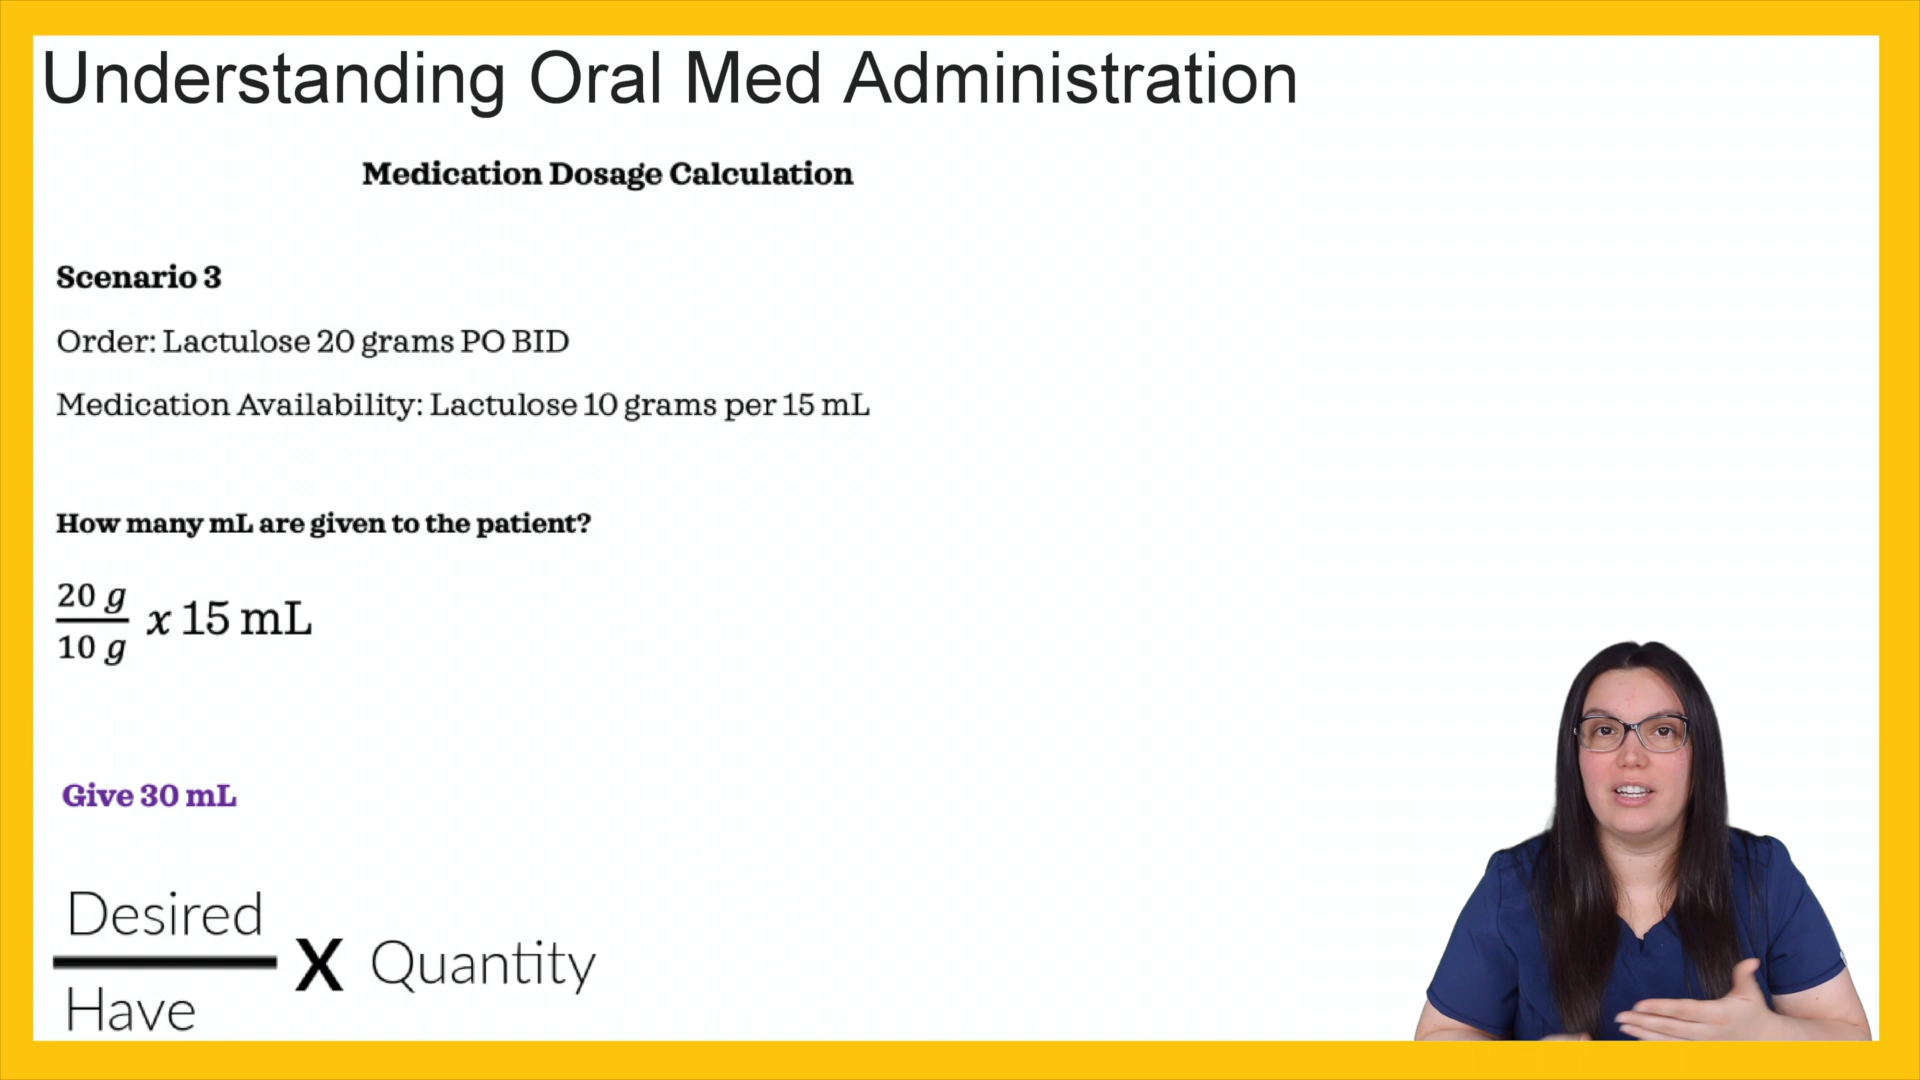 Understanding Oral Med Administration
Medication Dosage Calculation
Scenario 3
Order: Lactulose 20 grams PO BID
Medication Availability: Lactulose 10 grams per 15 mL
How many mL are given to the patient?
20 g
10 g
x 15 mL
Give 30 mL
Desired
Have
X Quantity